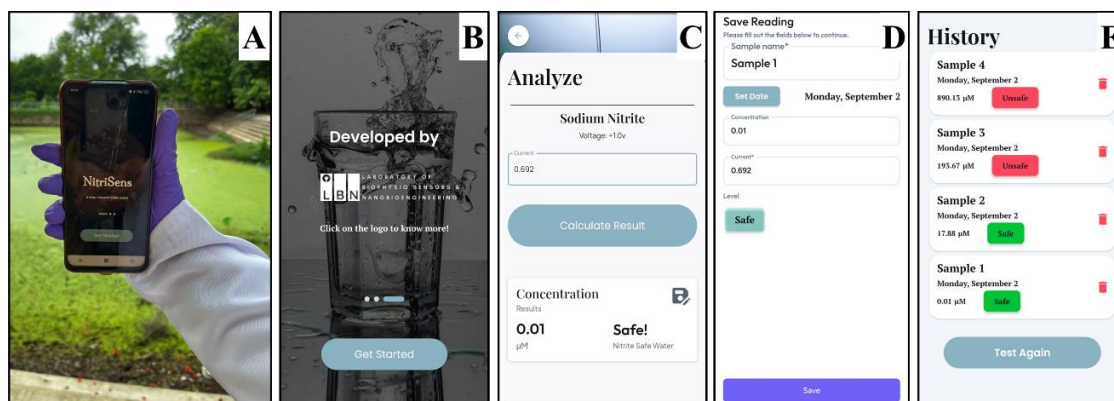 A
NitriSens
Get Started
B
Developed by
LBN
LABORATORY OF
BIOPHYSIO SENSORS &
NANOBIOENGINEERING
Click on the logo to know more!
Get Started
C
Analyze
Sodium Nitrite
Voltage: +1.0v
Current
0.692
Calculate Result
Concentration
Results
0.01
Safe!
µM
Nitrite Safe Water
D
Save Reading
Please fill out the fields below to continue.
Sample name*
Sample 1
Set Date
Monday, September 2
Concentration
0.01
Current*
0.692
Level
Safe
Save
E
History
Sample 4
Monday, September 2
890.13 µM
Unsafe
Sample 3
Monday, September 2
193.67 µM
Unsafe
Sample 2
Monday, September 2
17.88 µM
Safe
Sample 1
Monday, September 2
0.01 µM
Safe
Test Again